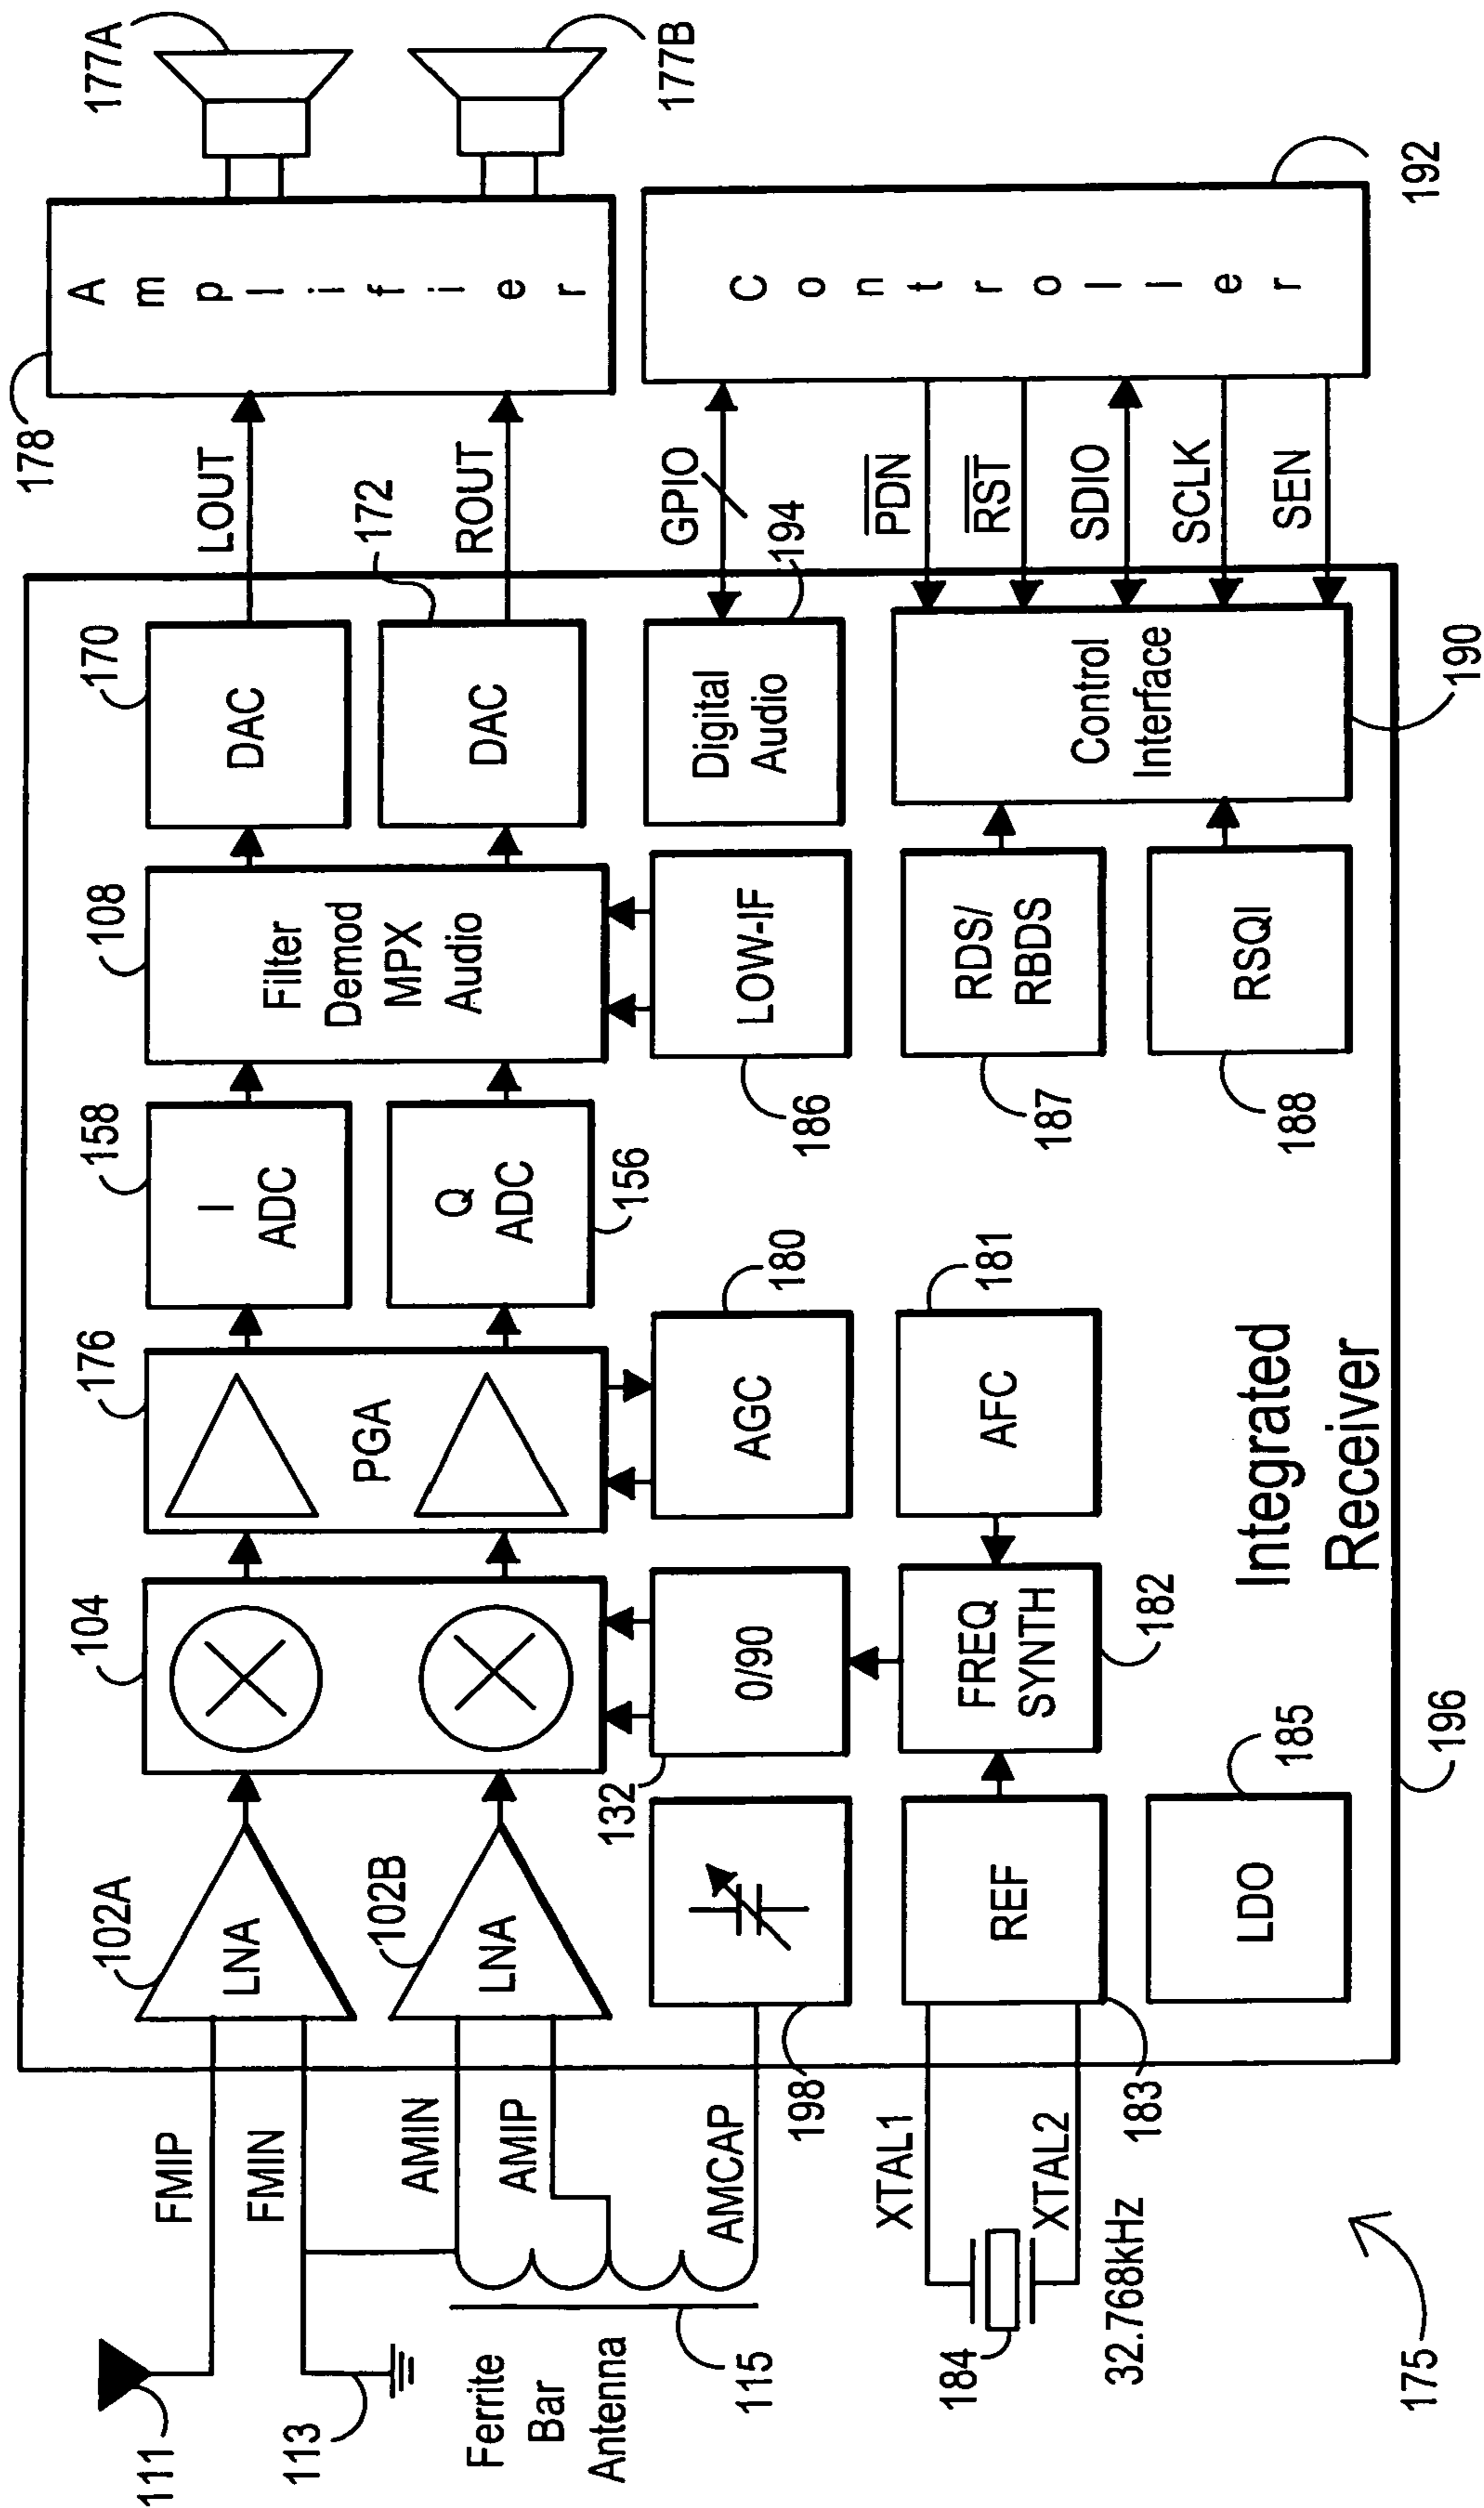 111
FMIP
FMIN
113
Ferrite
Bar
Antenna
115
AMIN
AMIP
AMCAP
198
XTAL1
XTAL2
184
32.768kHz
183
175
102A
LNA
102B
LNA
132
REF
LDO
185
196
104
0/90
FREQ
SYNTH
182
176
PGA
AGC
180
AFC
181
Integrated
Receiver
158
I
ADC
Q
ADC
156
108
Filter
Demod
MPX
Audio
LOW-IF
186
RDS/
RBDS
187
RSQI
188
170
DAC
172
DAC
Digital
Audio
194
Control
Interface
190
LOUT
ROUT
GPIO
PDN
RST
SDIO
SCLK
SEN
178
Amplifier
Controller
192
177A
177B